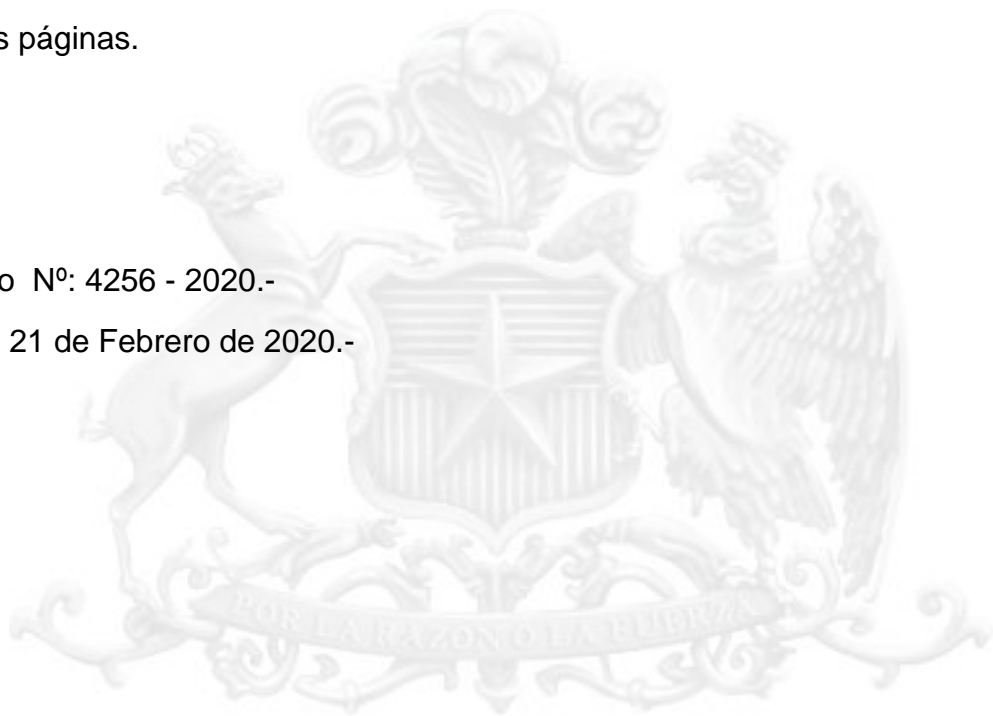 s páginas.
o Nº: 4256 - 2020.-
21 de Febrero de 2020.-
POR LA RAZON O LA FUERZA